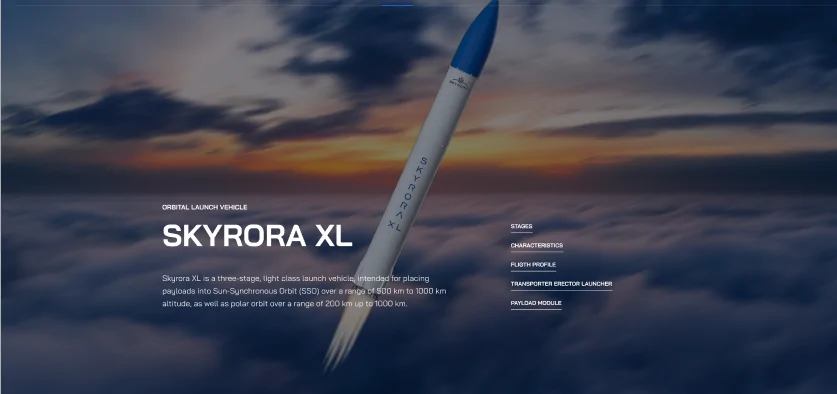 ORBITAL LAUNCH VEHICLE
SKYRORA XL
Skyrora XL is a three-stage, light class launch vehicle, intended for placing
payloads into Sun-Synchronous Orbit (SSO) over a range of 500 km to 1000 km
altitude, as well as polar orbit over a range of 200 km up to 1000 km.
SKYRORA XL
STAGES
CHARACTERISTICS
FLIGTH PROFILE
TRANSPORTER ERECTOR LAUNCHER
PAYLOAD MODULE